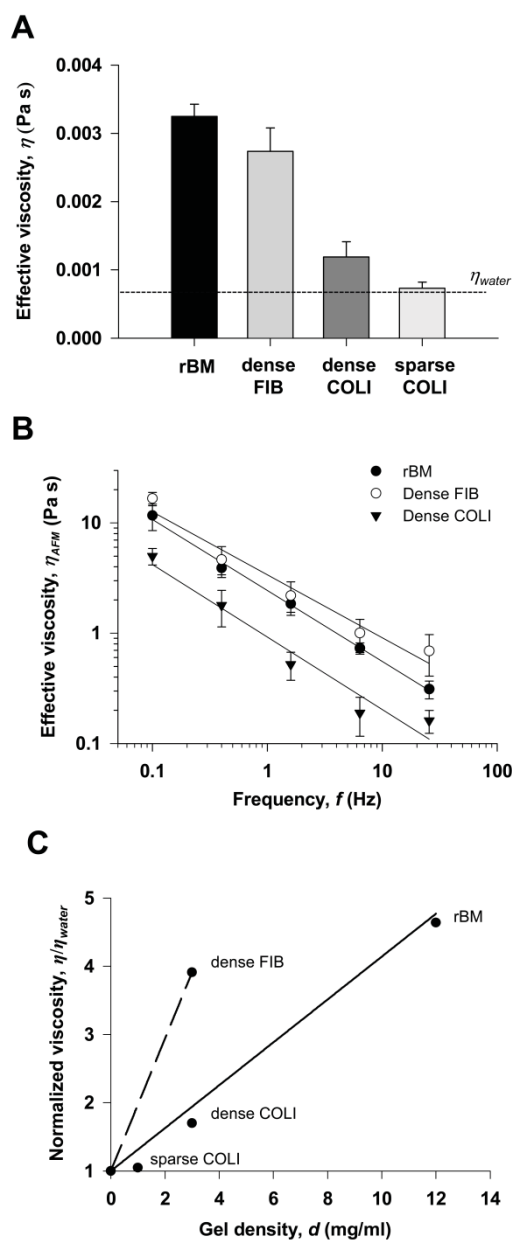 A
Effective viscosity, η (Pa s)
0.004
0.003
0.002
0.001
0.000
ηwater
rBM
dense FIB
dense COLI
sparse COLI
B
Effective viscosity, ηAFM (Pa s)
10
1
0.1
rBM
Dense FIB
Dense COLI
0.1 1 10 100
Frequency, f (Hz)
C
Normalized viscosity, η/ηwater
5
4
3
2
1
rBM
dense FIB
dense COLI
sparse COLI
0 2 4 6 8 10 12 14
Gel density, d (mg/ml)